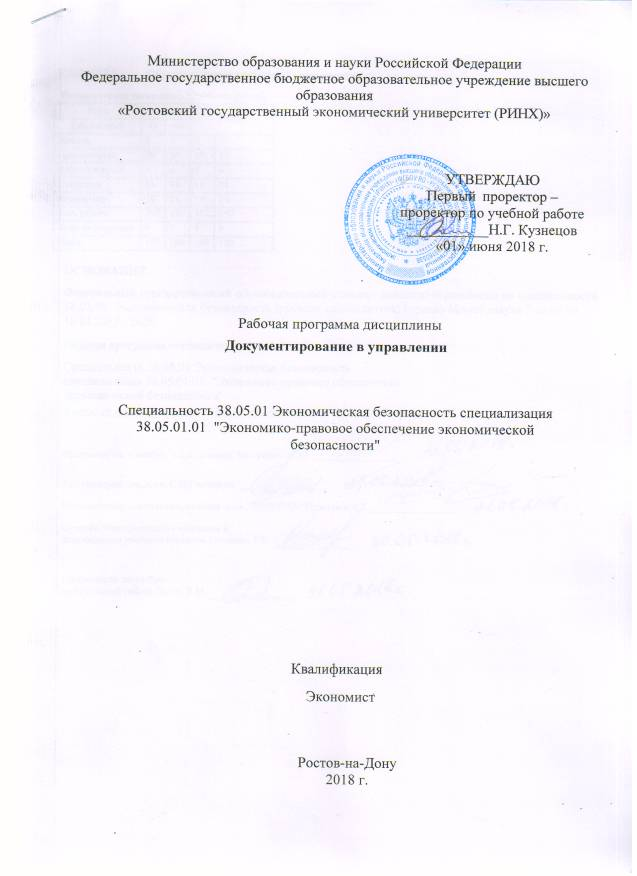 Министерство образования и науки Российской Федерации
Федеральное государственное бюджетное образовательное учреждение высшего
образования
«Ростовский государственный экономический университет (РИНХ)»
УТВЕРЖДАЮ
Первый проректор –
проректор по учебной работе
Н.Г. Кузнецов
«01» июня 2018 г.
Рабочая программа дисциплины
Документирование в управлении
Специальность 38.05.01 Экономическая безопасность специализация
38.05.01.01 "Экономико-правовое обеспечение экономической
безопасности"
Квалификация
Экономист
Ростов-на-Дону
2018 г.